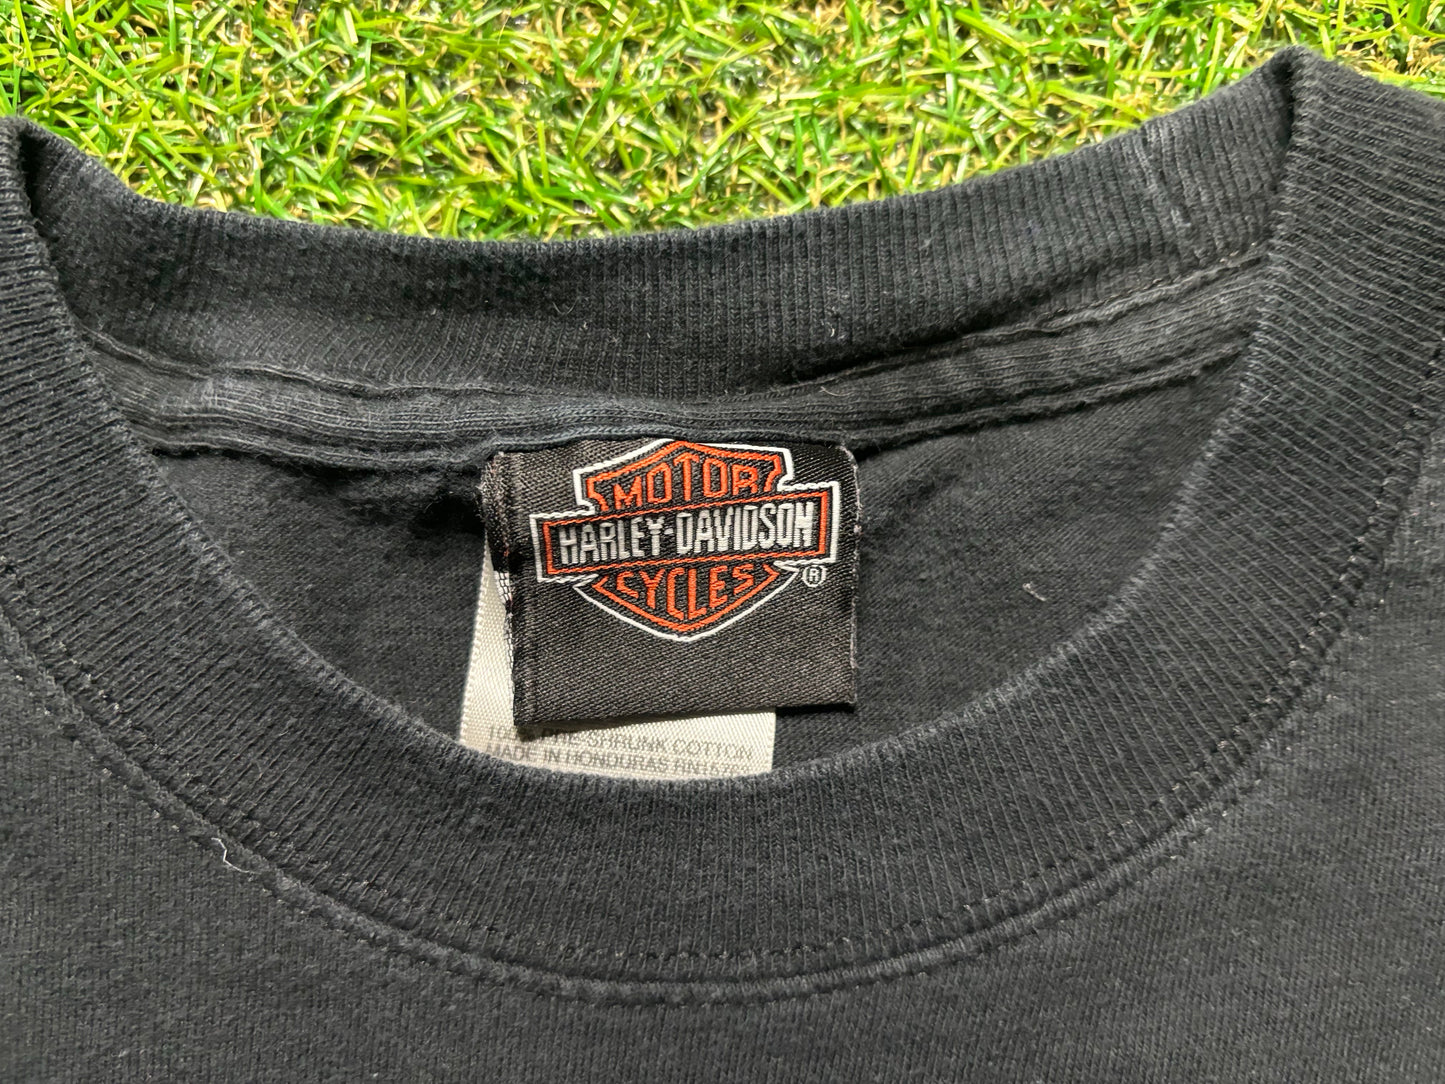 MOTOR
HARLEY-DAVIDSON
CYCLES ®
SHRUNK COTTON
MADE IN HONDURAS